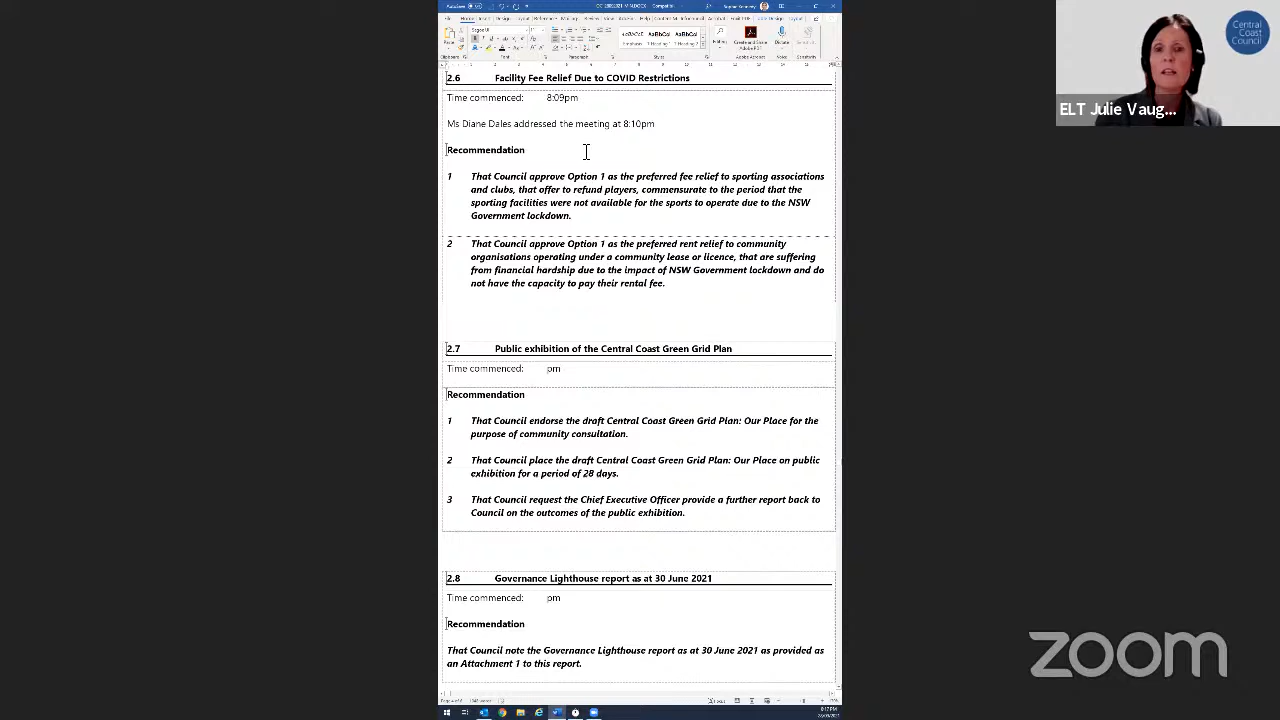 Central
Coast
Council
ELT Julie Vaug...
Home
2.6 Facility Fee Relief Due to COVID Restrictions
Time commenced: 8:09pm
Ms Diane Dales addressed the meeting at 8:10pm
Recommendation
1 That Council approve Option 1 as the preferred fee relief to sporting associations
and clubs, that offer to refund players, commensurate to the period that the
sporting facilities were not available for the sports to operate due to the NSW
Government lockdown.
2 That Council approve Option 1 as the preferred rent relief to community
organisations operating under a community lease or licence, that are suffering
from financial hardship due to the impact of NSW Government lockdown and do
not have the capacity to pay their rental fee.
2.7 Public exhibition of the Central Coast Green Grid Plan
Time commenced: pm
Recommendation
1 That Council endorse the draft Central Coast Green Grid Plan: Our Place for the
purpose of community consultation.
2 That Council place the draft Central Coast Green Grid Plan: Our Place on public
exhibition for a period of 28 days.
3 That Council request the Chief Executive Officer provide a further report back to
Council on the outcomes of the public exhibition.
2.8 Governance Lighthouse report as at 30 June 2021
Time commenced: pm
Recommendation
That Council note the Governance Lighthouse report as at 30 June 2021 as provided as
an Attachment 1 to this report.
zoom